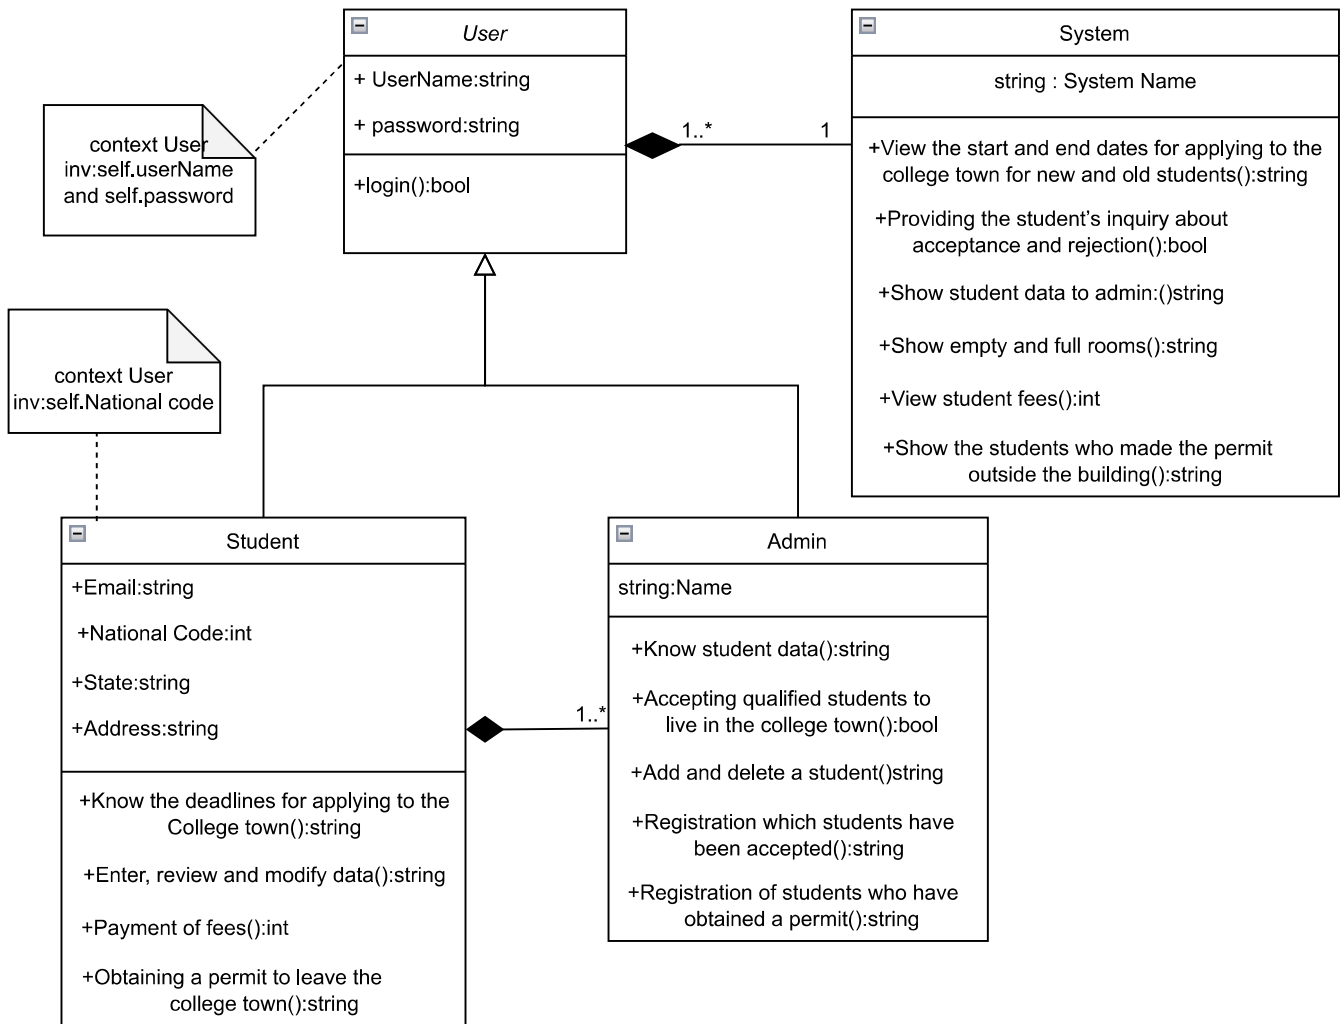 User
+ UserName:string
+ password:string
+login():bool
System
string : System Name
+View the start and end dates for applying to the
college town for new and old students():string
+Providing the student's inquiry about
acceptance and rejection():bool
+Show student data to admin:()string
+Show empty and full rooms():string
+View student fees():int
+Show the students who made the permit
outside the building():string
1..*
1
context User
inv:self.userName
and self.password
context User
inv:self.National code
Student
+Email:string
+National Code:int
+State:string
+Address:string
+Know the deadlines for applying to the
College town():string
+Enter, review and modify data():string
+Payment of fees():int
+Obtaining a permit to leave the
college town():string
1..*
Admin
string:Name
+Know student data():string
+Accepting qualified students to
live in the college town():bool
+Add and delete a student()string
+Registration which students have
been accepted():string
+Registration of students who have
obtained a permit():string